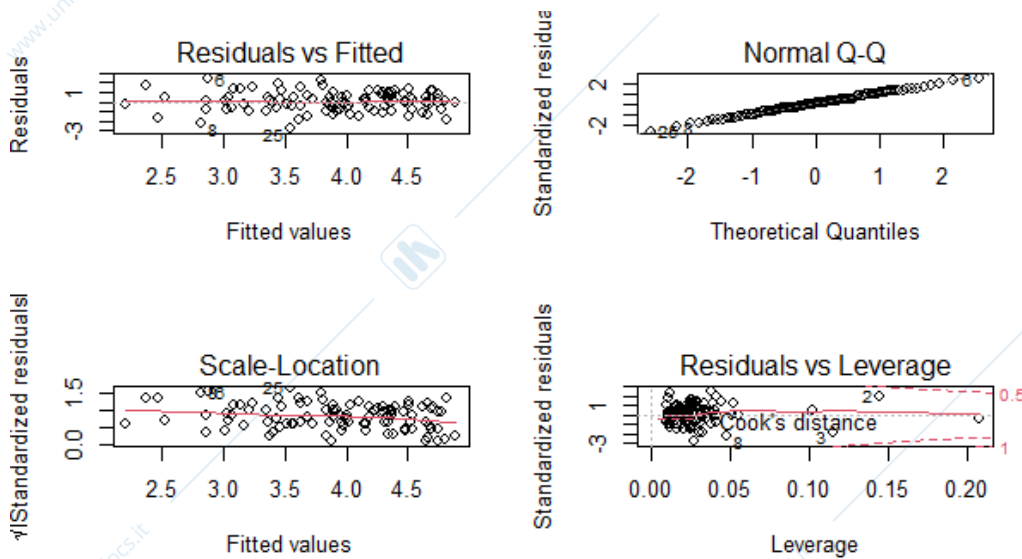 Residuals vs Fitted
Residuals
1
-3
6
8
25
2.5 3.0 3.5 4.0 4.5
Fitted values
Normal Q-Q
Standardized
2
-2
6
2.5
-2 -1 0 1 2
Theoretical Quantiles
Scale-Location
√|Standardized residuals|
1.5
0.0
25
2.5 3.0 3.5 4.0 4.5
Fitted values
Residuals vs Leverage
Standardized residuals
1
-3
2
3
8
Cook's distance
0.5
1
0.00 0.05 0.10 0.15 0.20
Leverage